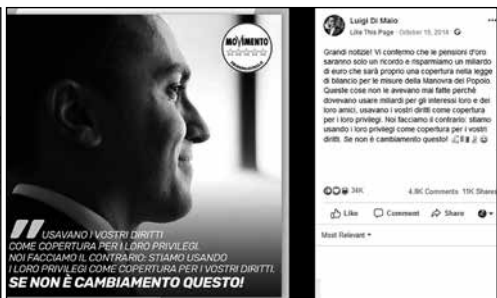 MOVIMENTO
USAVANO I VOSTRI DIRITTI
COME COPERTURA PER I LORO PRIVILEGI.
NOI FACCIAMO IL CONTRARIO: STIAMO USANDO
I LORO PRIVILEGI COME COPERTURA PER I VOSTRI DIRITTI.
SE NON È CAMBIAMENTO QUESTO!
Luigi Di Maio
Like This Page · October 15, 2018
Grandi notizie! Vi confermo che le pensioni d'oro
saranno solo un ricordo e risparmiamo un miliardo
di euro che sarà proprio una copertura nella legge
di bilancio per le misure della Manovra del Popolo.
Queste cose non le avevano mai fatte perché
dovevano usare miliardi per gli interessi loro e dei
loro amici, usavano i vostri diritti come copertura
per i loro privilegi. Noi facciamo il contrario: stiamo
usando i loro privilegi come copertura per i vostri
diritti. Se non è cambiamento questo!
34K
4.8K Comments 11K Shares
Like Comment Share
Most Relevant